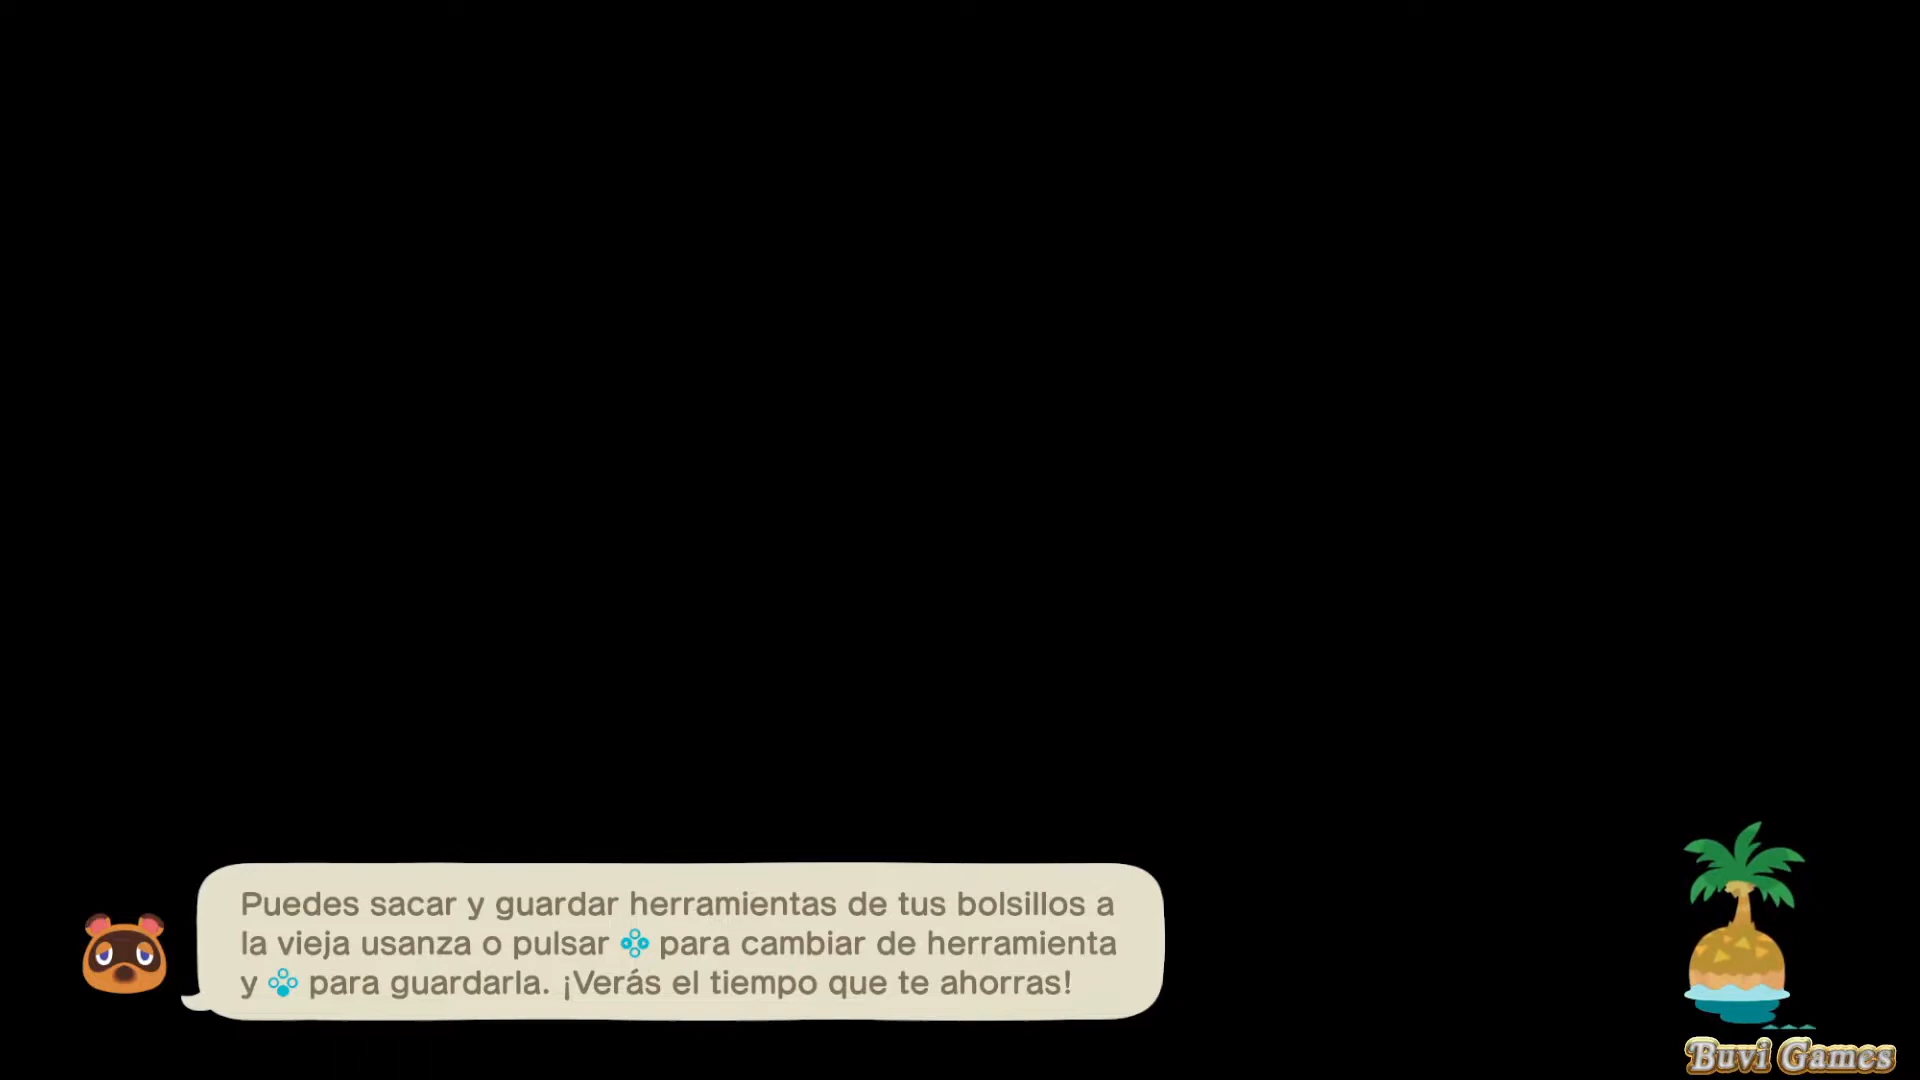 Puedes sacar y guardar herramientas de tus bolsillos a
la vieja usanza o pulsar para cambiar de herramienta
y para guardarla. ¡Verás el tiempo que te ahorras!
Buvi Games